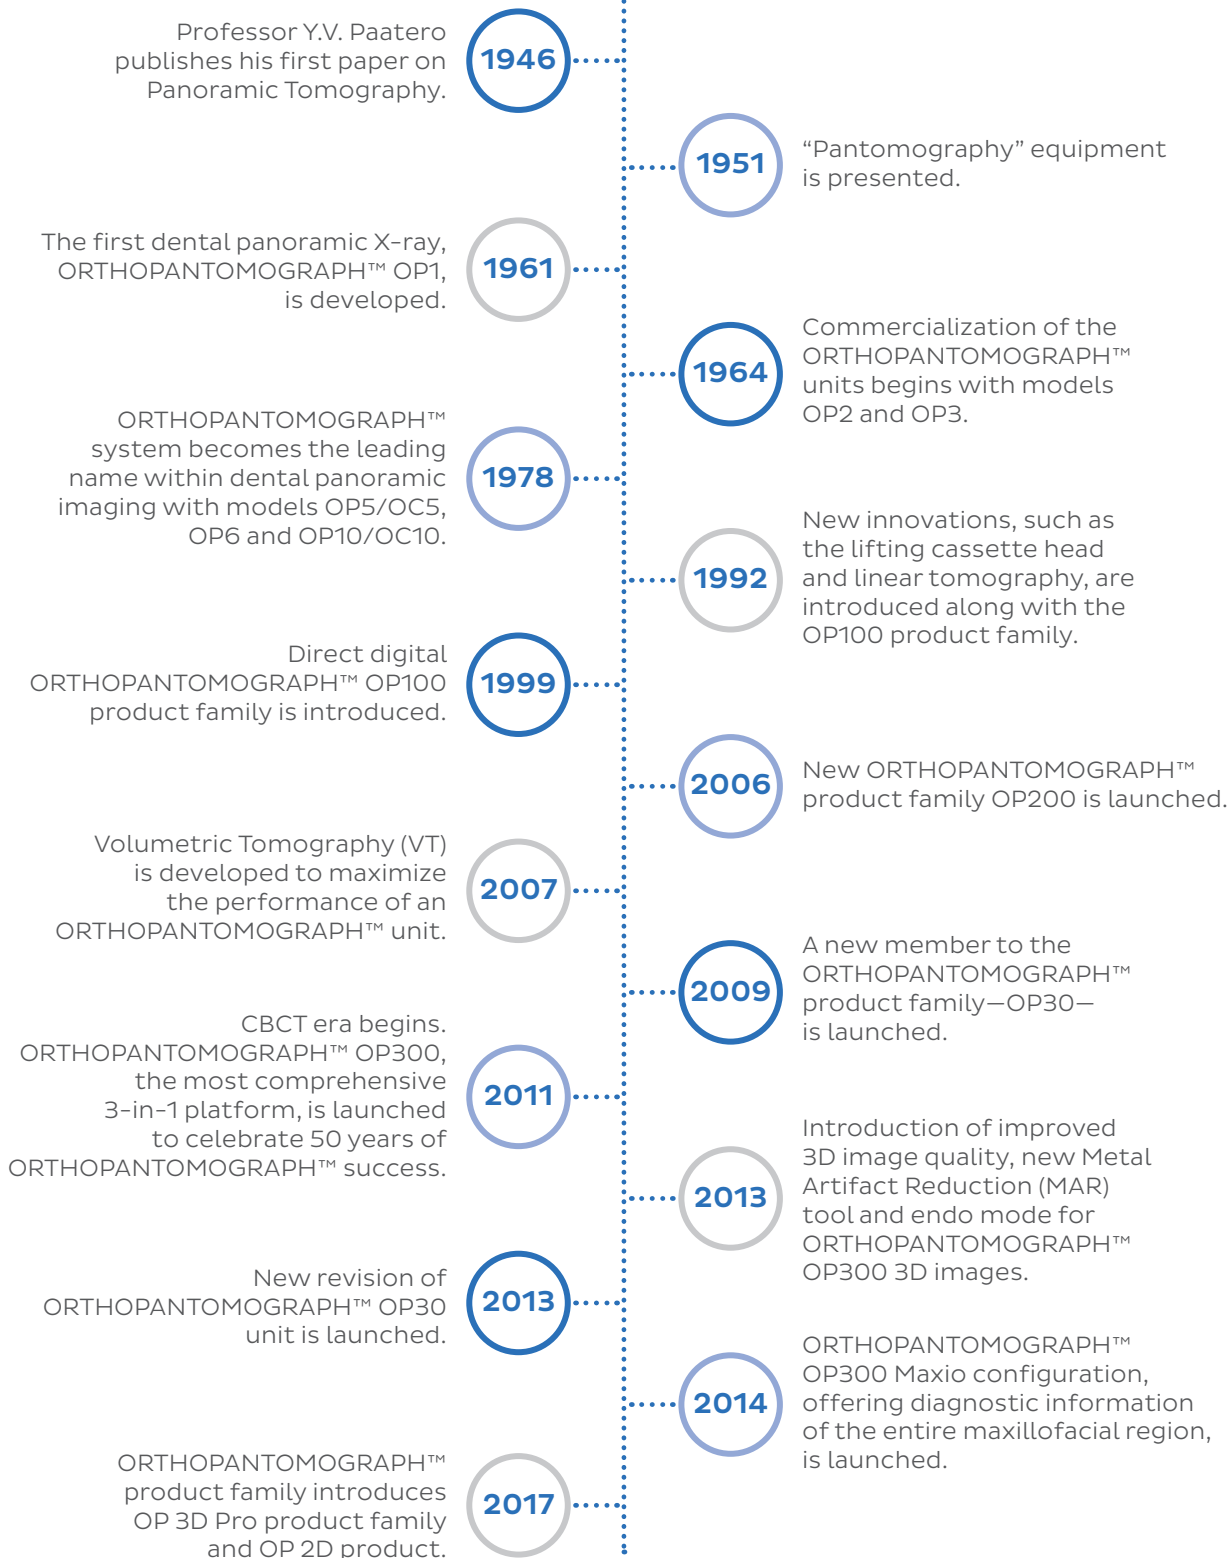 Professor Y.V. Paatero
publishes his first paper on
Panoramic Tomography.
1946
1951
“Pantomography” equipment
is presented.
The first dental panoramic X-ray,
ORTHOPANTOMOGRAPH™ OP1,
is developed.
1961
1964
Commercialization of the
ORTHOPANTOMOGRAPH™
units begins with models
OP2 and OP3.
ORTHOPANTOMOGRAPH™
system becomes the leading
name within dental panoramic
imaging with models OP5/OC5,
OP6 and OP10/OC10.
1978
1992
New innovations, such as
the lifting cassette head
and linear tomography, are
introduced along with the
OP100 product family.
Direct digital
ORTHOPANTOMOGRAPH™ OP100
product family is introduced.
1999
2006
New ORTHOPANTOMOGRAPH™
product family OP200 is launched.
Volumetric Tomography (VT)
is developed to maximize
the performance of an
ORTHOPANTOMOGRAPH™ unit.
2007
2009
A new member to the
ORTHOPANTOMOGRAPH™
product family—OP30—
is launched.
CBCT era begins.
ORTHOPANTOMOGRAPH™ OP300,
the most comprehensive
3-in-1 platform, is launched
to celebrate 50 years of
ORTHOPANTOMOGRAPH™ success.
2011
2013
Introduction of improved
3D image quality, new Metal
Artifact Reduction (MAR)
tool and endo mode for
ORTHOPANTOMOGRAPH™
OP300 3D images.
New revision of
ORTHOPANTOMOGRAPH™ OP30
unit is launched.
2013
2014
ORTHOPANTOMOGRAPH™
OP300 Maxio configuration,
offering diagnostic information
of the entire maxillofacial region,
is launched.
ORTHOPANTOMOGRAPH™
product family introduces
OP 3D Pro product family
and OP 2D product.
2017